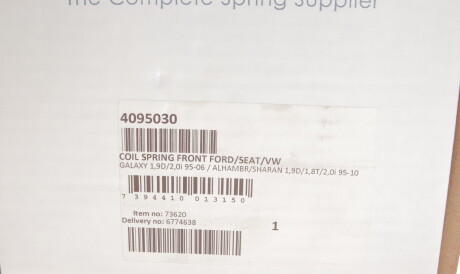 The Complete Spring Supplier
4095030
COIL SPRING FRONT FORD/SEAT/VW
GALAXY 1,9D/2,0i 95-06 / ALHAMBR/SHARAN 1,9D/1,8T/2,0i 95-10
7 394410 013150
Item no: 73620
Delivery no: 6774638
1